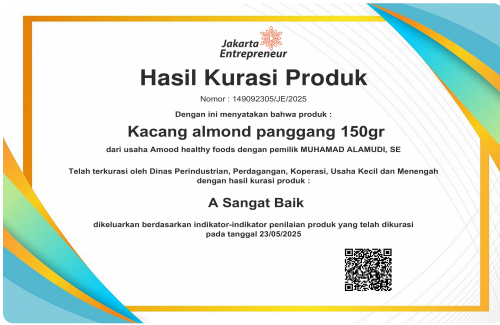 Jakarta
Entrepreneur
Hasil Kurasi Produk
Nomor : 149092305/JE/2025
Dengan ini menyatakan bahwa produk :
Kacang almond panggang 150gr
dari usaha Amood healthy foods dengan pemilik MUHAMAD ALAMUDI, SE
Telah terkurasi oleh Dinas Perindustrian, Perdagangan, Koperasi, Usaha Kecil dan Menengah
dengan hasil kurasi produk :
A Sangat Baik
dikeluarkan berdasarkan indikator-indikator penilaian produk yang telah dikurasi
pada tanggal 23/05/2025